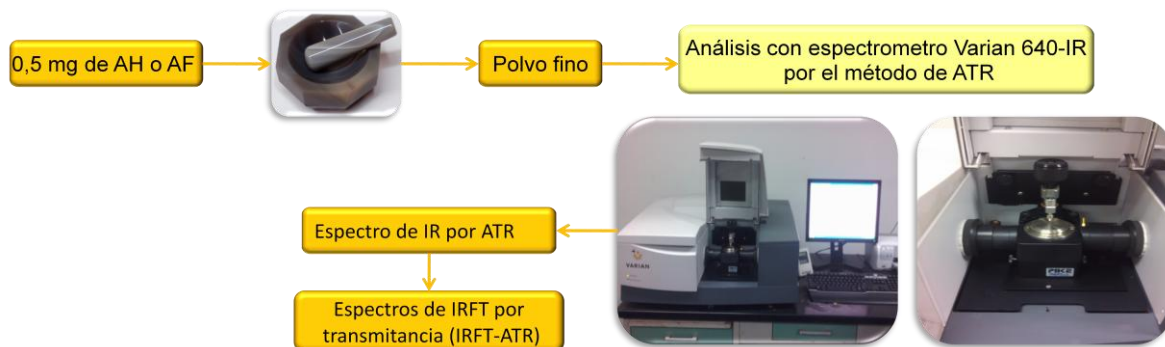 0,5 mg de AH o AF
Polvo fino
Análisis con espectrometro Varian 640-IR
por el método de ATR
Espectro de IR por ATR
Espectros de IRFT por
transmitancia (IRFT-ATR)
VARIAN
PIKE